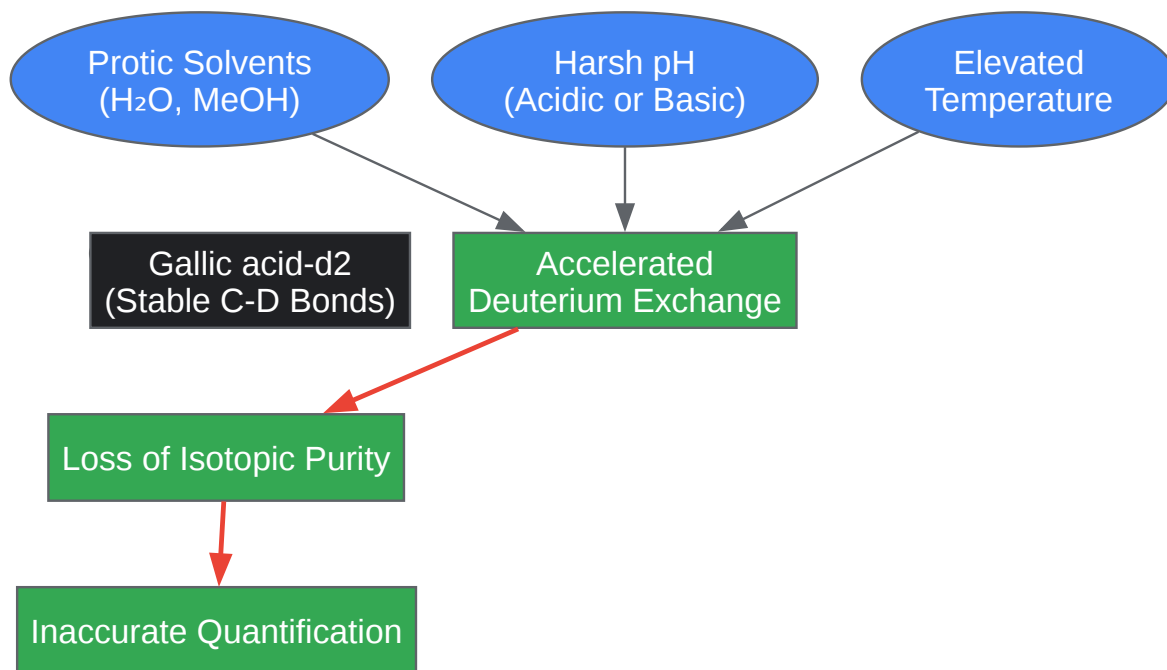 Protic Solvents
(H₂O, MeOH)
Harsh pH
(Acidic or Basic)
Elevated
Temperature
Gallic acid-d2
(Stable C-D Bonds)
Accelerated
Deuterium Exchange
Loss of Isotopic Purity
Inaccurate Quantification